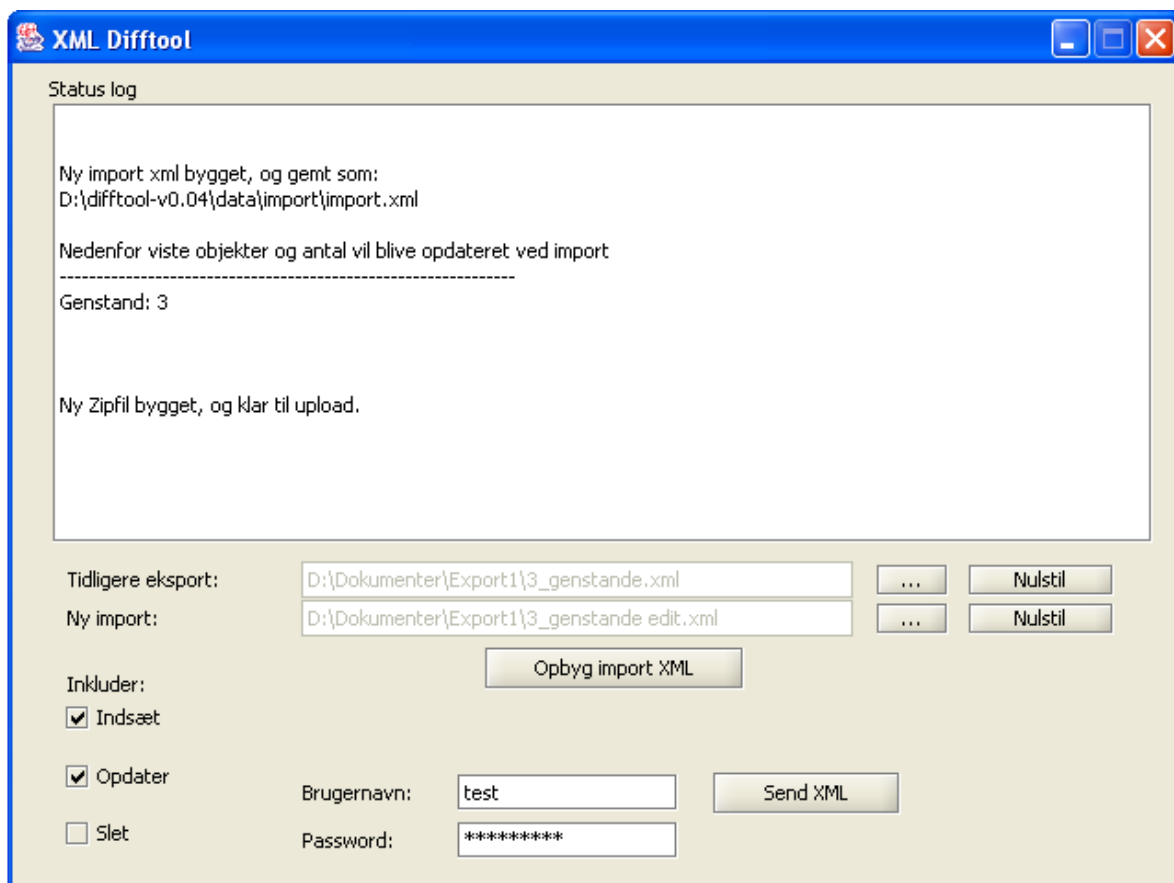 XML Difftool
Status log
Ny import xml bygget, og gemt som:
D:\difftool-v0.04\data\import\import.xml
Nedenfor viste objekter og antal vil blive opdateret ved import
--------------------------------------------------------------
Genstand: 3
Ny Zipfil bygget, og klar til upload.
Tidligere eksport: D:\Dokumenter\Export1\3_genstande.xml ... Nulstil
Ny import: D:\Dokumenter\Export1\3_genstande edit.xml ... Nulstil
Opbyg import XML
Inkluder:
Indsæt
Opdater
Brugernavn: test Send XML
Slet
Password: *********